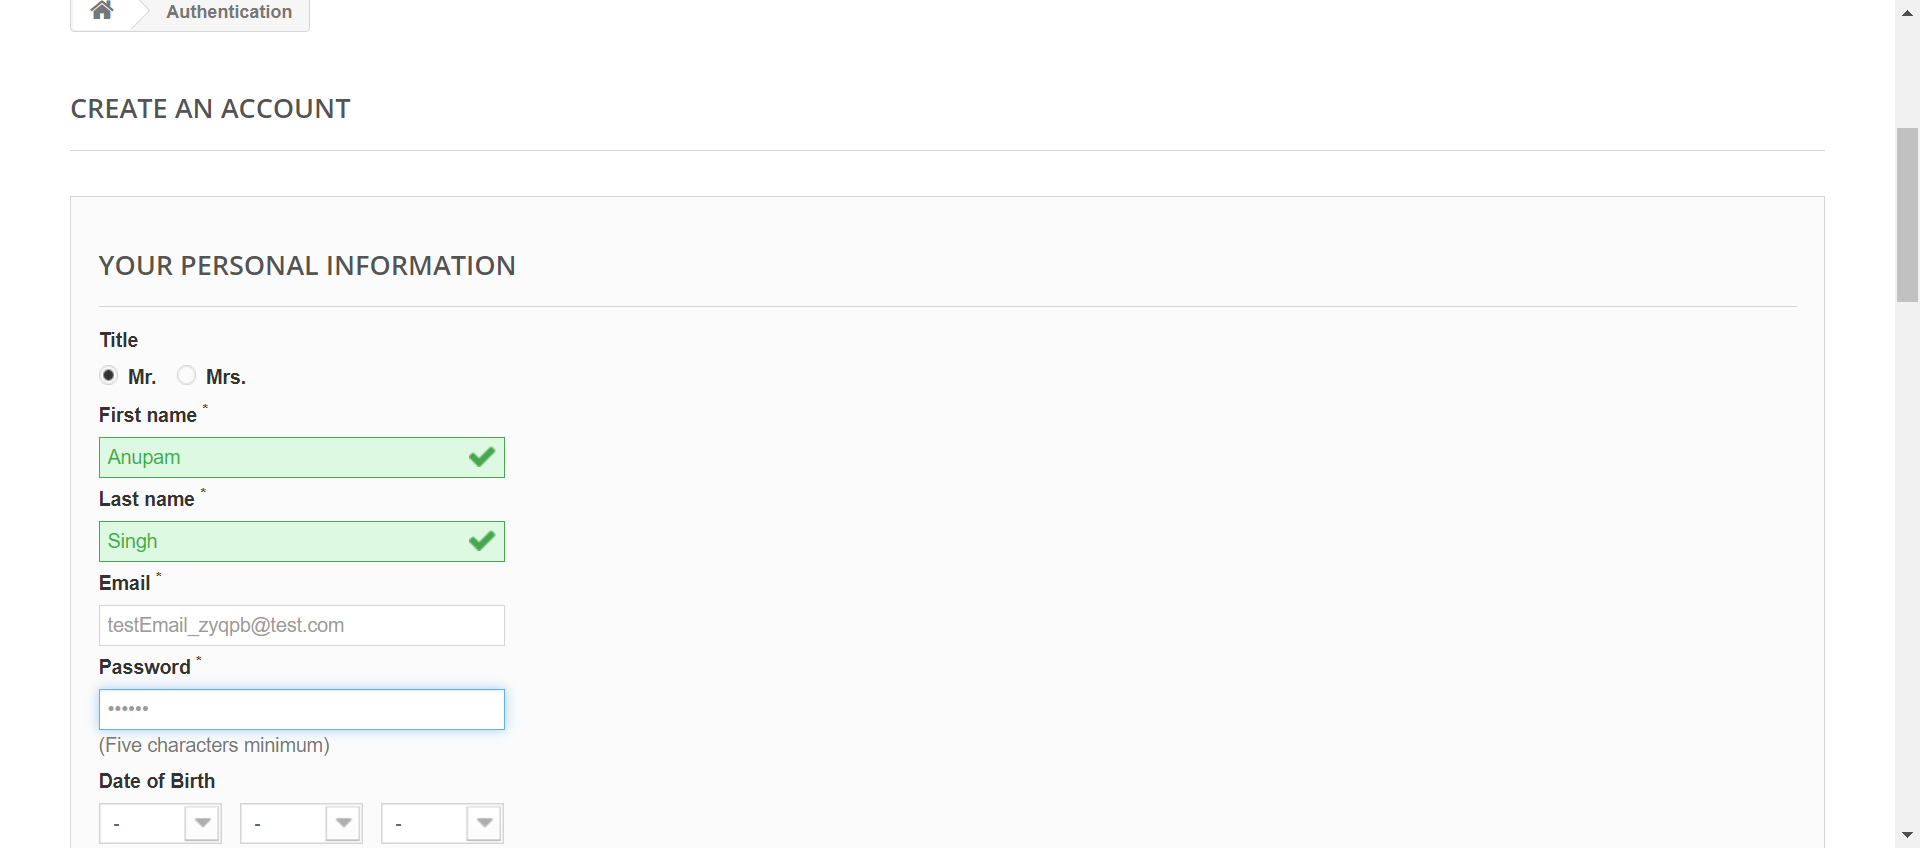 Authentication
CREATE AN ACCOUNT
YOUR PERSONAL INFORMATION
Title
Mr. Mrs.
First name *
Anupam
Last name *
Singh
Email *
testEmail_zyqpb@test.com
Password *
••••••
(Five characters minimum)
Date of Birth
- - -